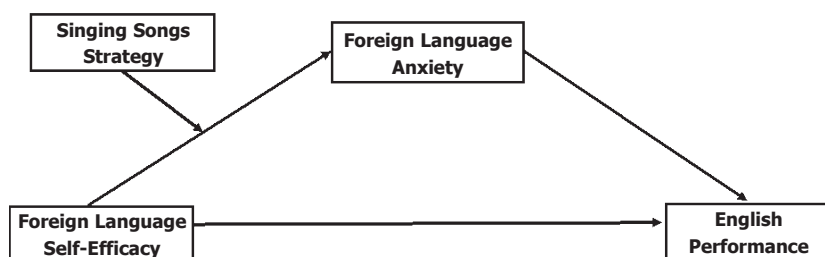 Singing Songs
Strategy
Foreign Language
Anxiety
Foreign Language
Self-Efficacy
English
Performance